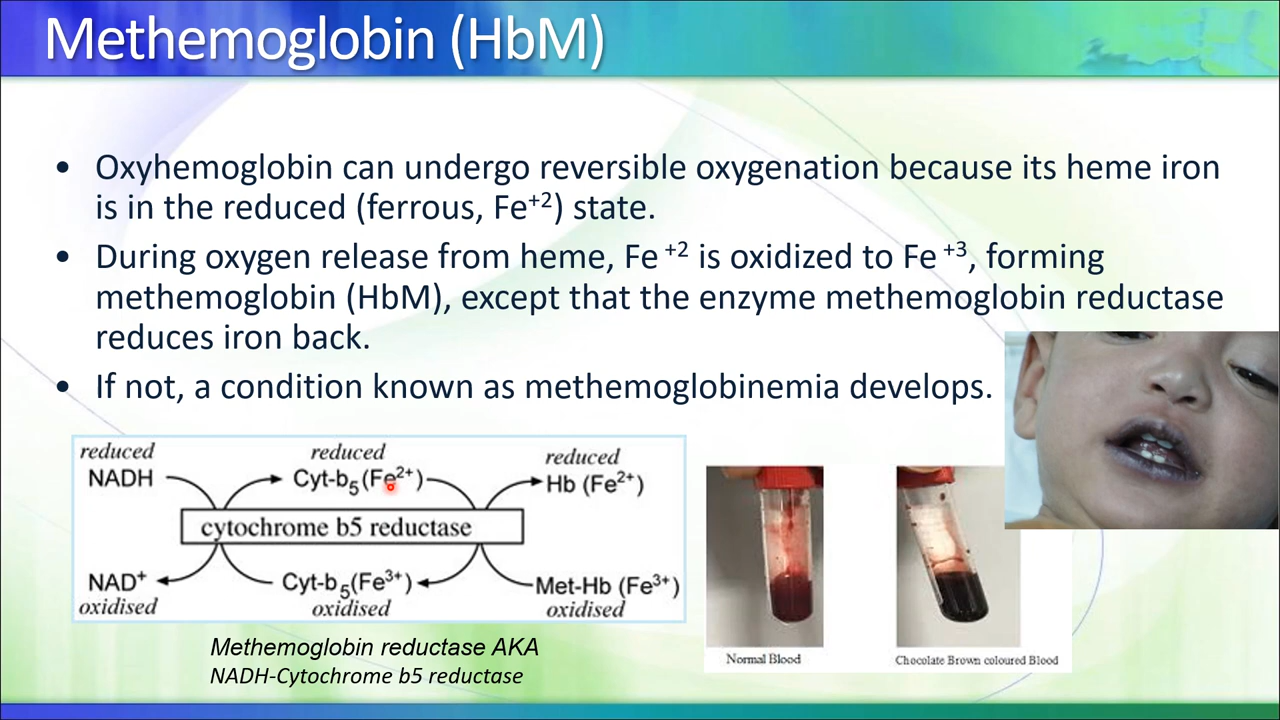 Methemoglobin (HbM)
• Oxyhemoglobin can undergo reversible oxygenation because its heme iron
is in the reduced (ferrous, Fe+2) state.
• During oxygen release from heme, Fe +2 is oxidized to Fe +3, forming
methemoglobin (HbM), except that the enzyme methemoglobin reductase
reduces iron back.
• If not, a condition known as methemoglobinemia develops.
reduced reduced reduced
NADH Cyt-b5(Fe2+) Hb (Fe2+)
cytochrome b5 reductase
NAD+ Cyt-b5(Fe3+) Met-Hb (Fe3+)
oxidised oxidised oxidised
Methemoglobin reductase AKA
NADH-Cytochrome b5 reductase
Normal Blood
Chocolate Brown coloured Blood